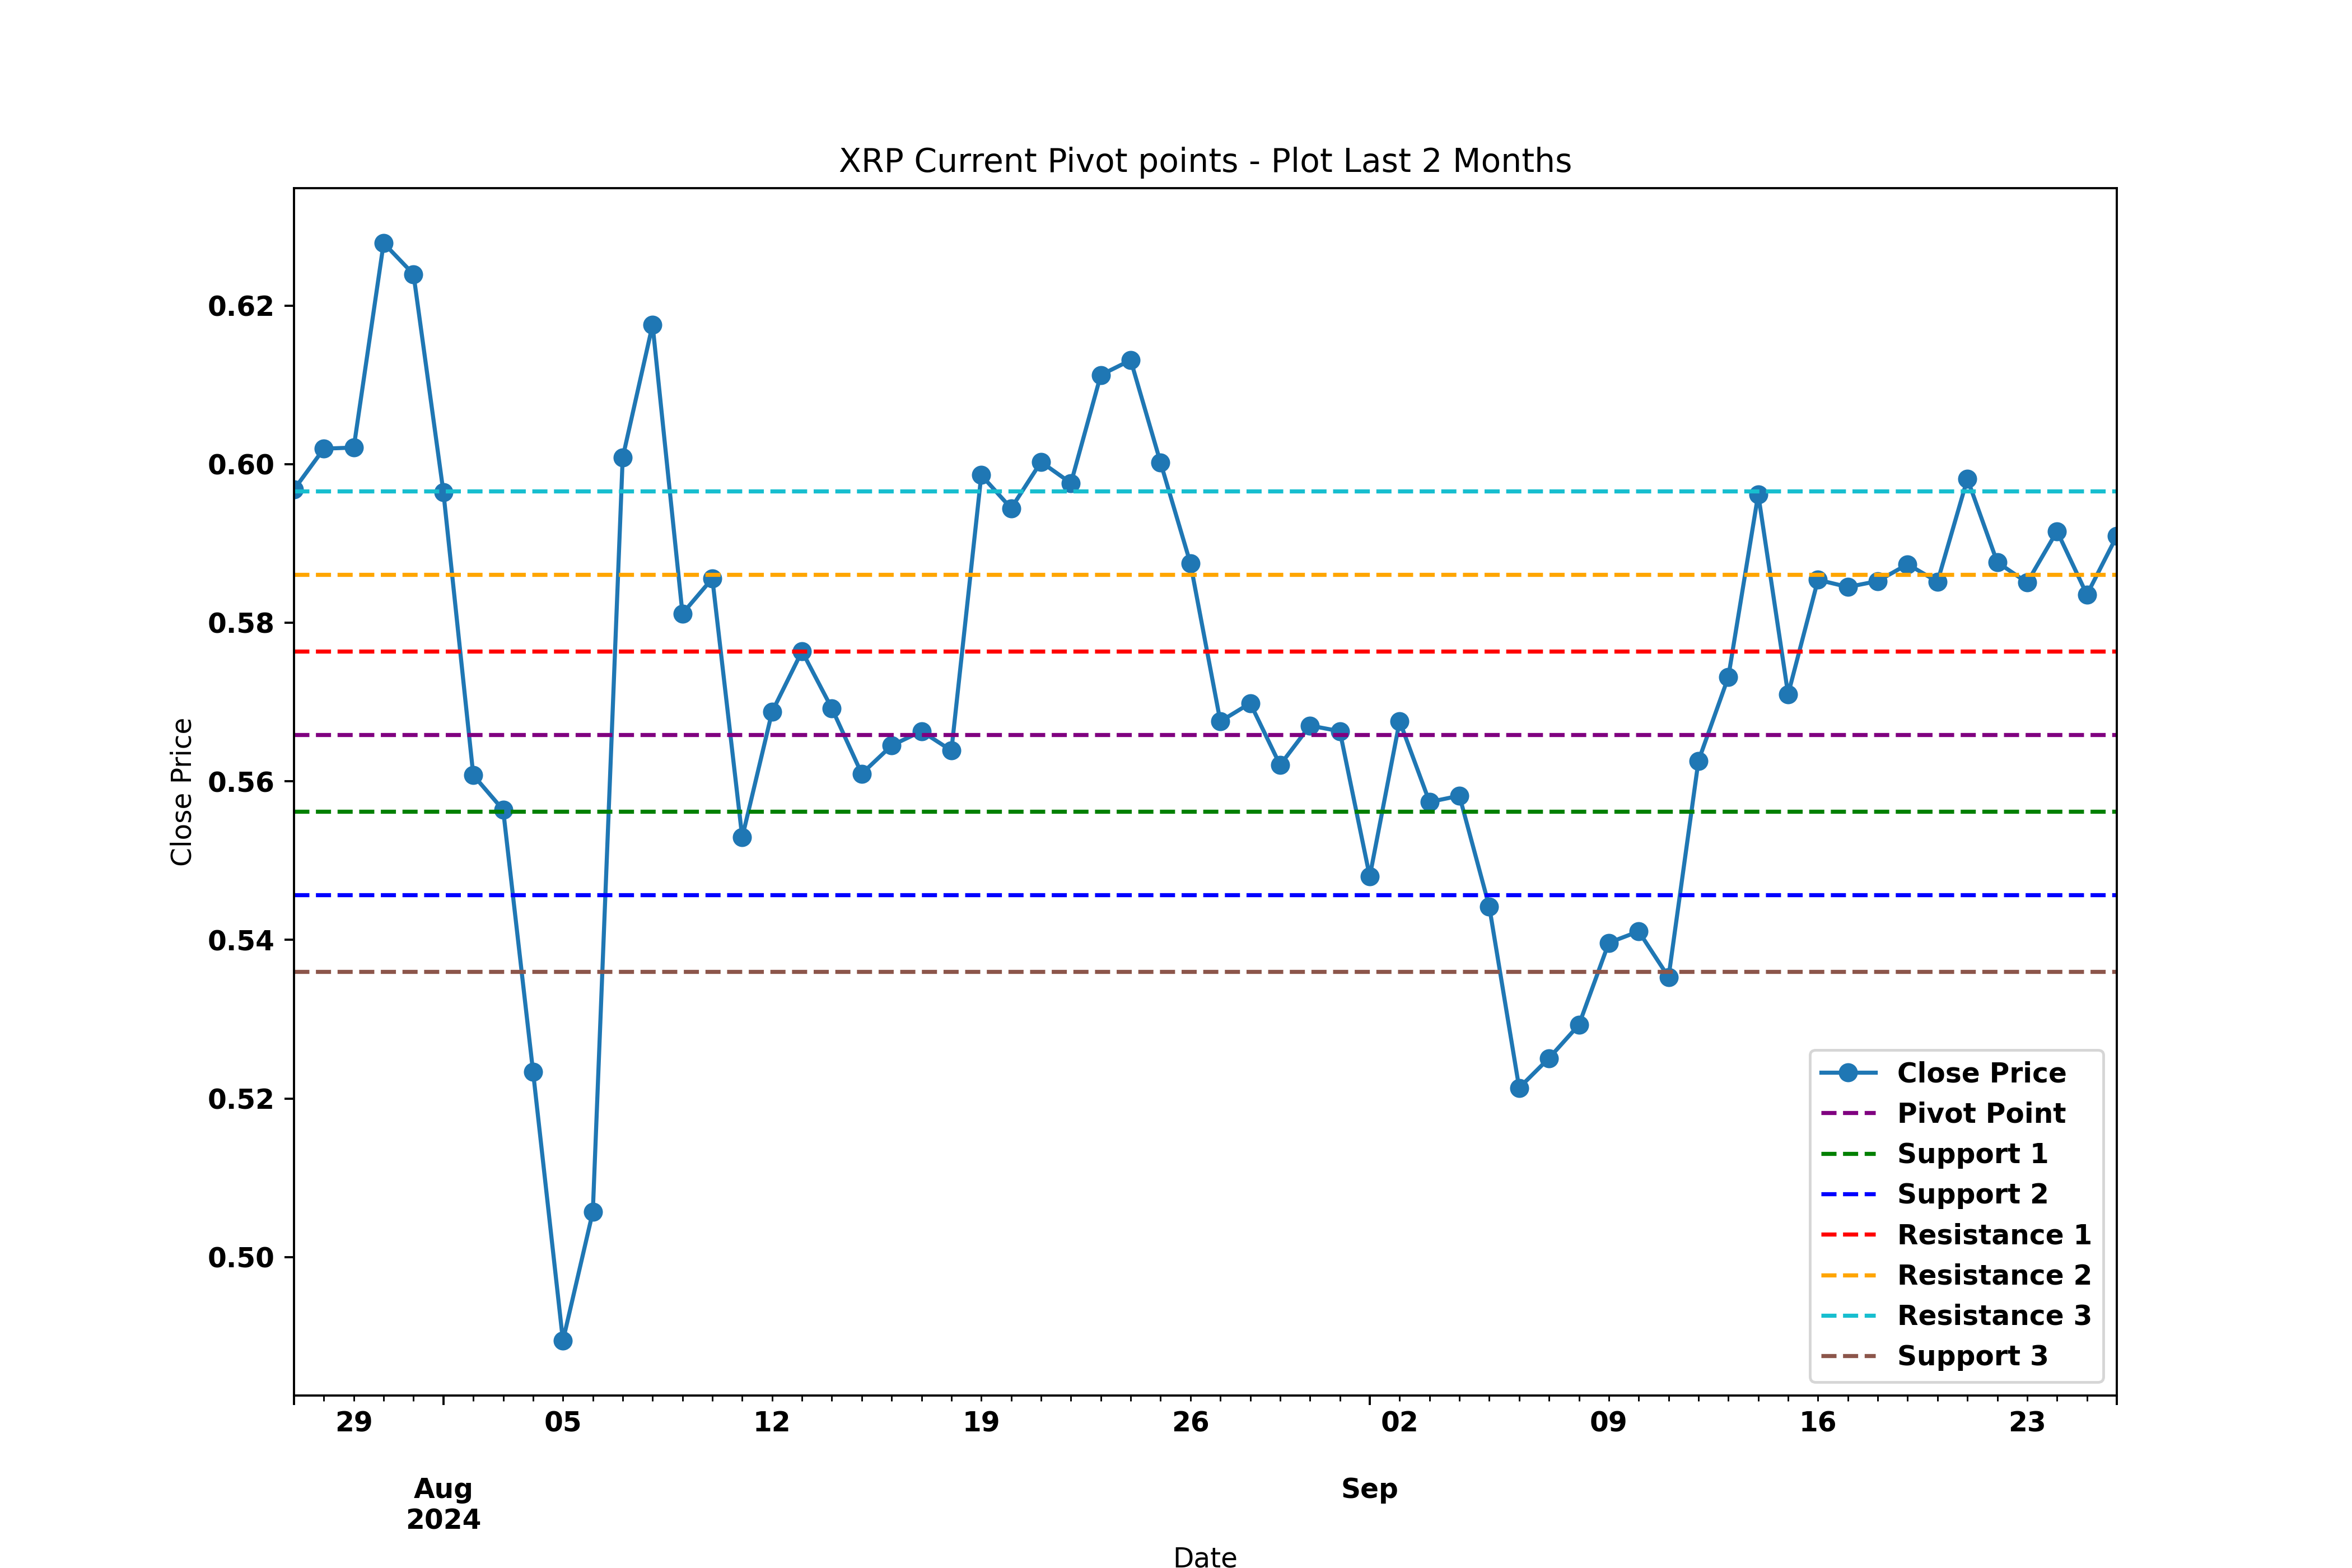 XRP Current Pivot points - Plot Last 2 Months
Close Price
0.62
0.60
0.58
0.56
0.54
0.52
0.50
Close Price
Pivot Point
Support 1
Support 2
Resistance 1
Resistance 2
Resistance 3
Support 3
29 05 12 19 26 02 09 16 23
Aug Sep
2024
Date